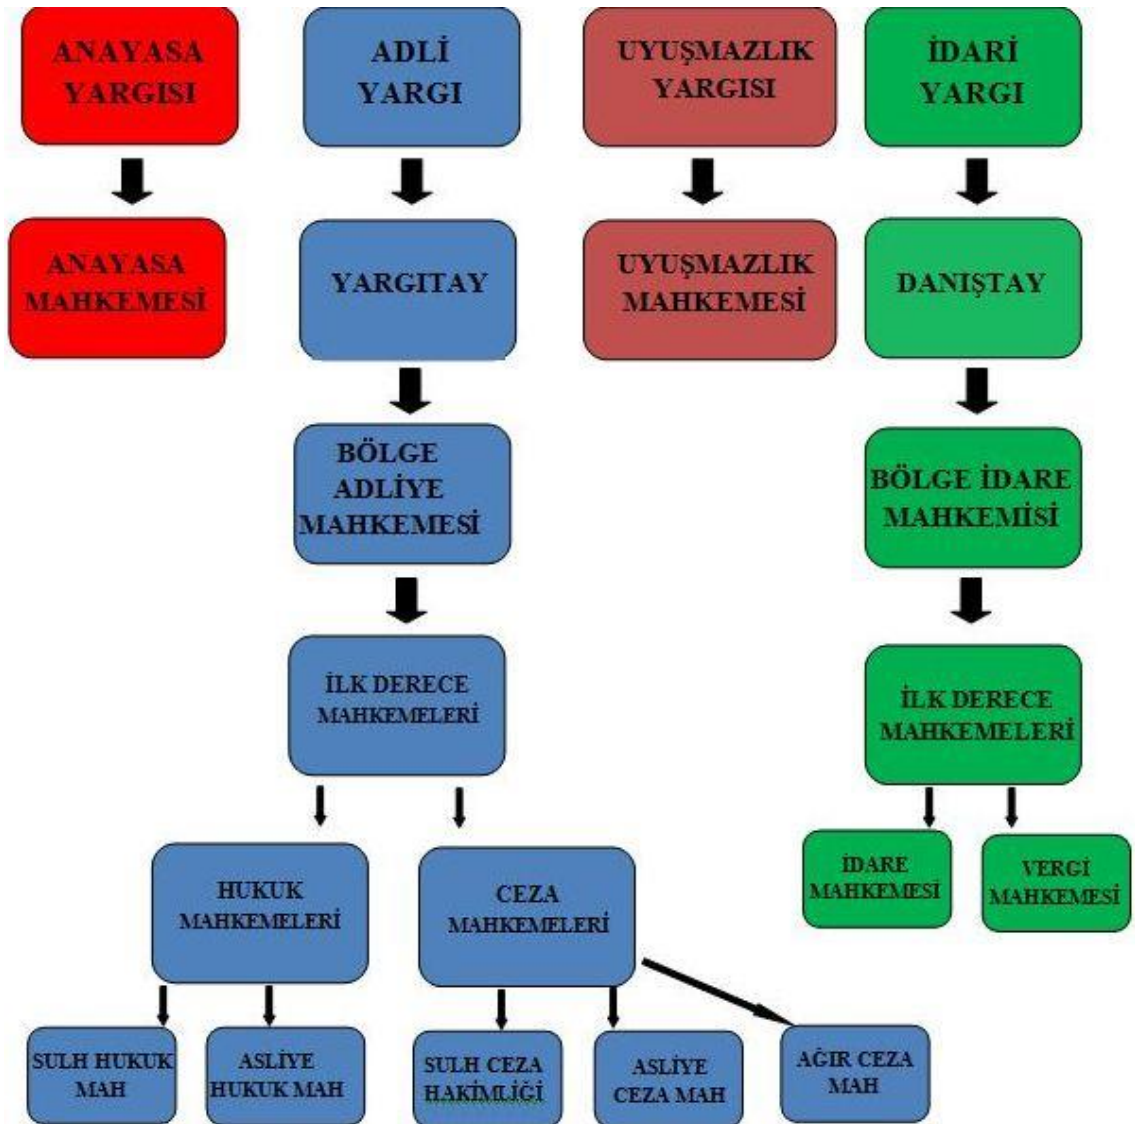 ANAYASA
YARGISI
ADLİ
YARGI
UYUŞMAZLIK
YARGISI
İDARİ
YARGI
ANAYASA
MAHKEMESİ
YARGITAY
UYUŞMAZLIK
MAHKEMESİ
DANIŞTAY
BÖLGE
ADLİYE
MAHKEMESİ
BÖLGE İDARE
MAHKEMİSİ
İLK DERECE
MAHKEMELERİ
İLK DERECE
MAHKEMELERİ
HUKUK
MAHKEMELERİ
CEZA
MAHKEMELERİ
İDARE
MAHKEMESİ
VERGİ
MAHKEMESİ
SULH HUKUK
MAH
ASLİYE
HUKUK MAH
SULH CEZA
HAKİMLİĞİ
ASLİYE
CEZA MAH
AĞIR CEZA
MAH